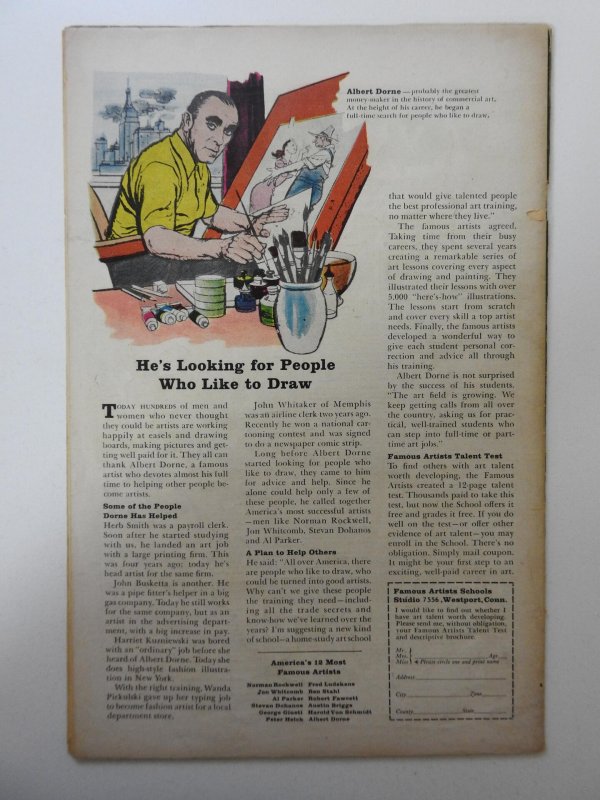 Albert Dorne — probably the greatest
money-maker in the history of commercial art.
At the height of his career, he began a
full-time search for people who like to draw.
He's Looking for People
Who Like to Draw
TODAY HUNDREDS of men and
women who never thought
they could be artists are working
happily at easels and drawing
boards, making pictures and get-
ting well paid for it. They all can
thank Albert Dorne, a famous
artist who devotes almost his full
time to helping other people be-
come artists.
Some of the People
Dorne Has Helped
Herb Smith was a payroll clerk.
Soon after he started studying
with us, he landed an art job
with a large printing firm. This
was four years ago: today he's
head artist for the same firm.
John Busketta is another. He
was a pipe fitter's helper in a big
gas company. Today he still works
for the same company, but as an
artist in the advertising depart-
ment, with a big increase in pay.
Harriet Kuzniewski was bored
with an "ordinary" job before she
heard of Albert Dorne. Today she
does high-style fashion illustra-
tion in New York.
With the right training, Wanda
Pickulski gave up her typing job
to become fashion artist for a local
department store.
John Whitaker of Memphis
was an airline clerk two years ago.
Recently he won a national car-
tooning contest and was signed
to do a newspaper comic strip.
Long before Albert Dorne
started looking for people who
like to draw, they came to him
for advice and help. Since he
alone could help only a few of
these people, he called together
America's most successful artists
—men like Norman Rockwell,
Jon Whitcomb, Stevan Dohanos
and Al Parker.
A Plan to Help Others
He said: "All over America, there
are people who like to draw, who
could be turned into good artists.
Why can't we give these people
the training they need—includ-
ing all the trade secrets and
know-how we've learned over the
years? I'm suggesting a new kind
of school—a home-study art school
America's 12 Most
Famous Artists
Norman Rockwell Fred Ludekens
Jon Whitcomb Ben Stahl
Al Parker Robert Fawcett
Stevan Dohanos Austin Briggs
George Giusti Harold Von Schmidt
Peter Helck Albert Dorne
that would give talented people
the best professional art training,
no matter where they live."
The famous artists agreed.
Taking time from their busy
careers, they spent several years
creating a remarkable series of
art lessons covering every aspect
of drawing and painting. They
illustrated their lessons with over
5,000 "here's-how" illustrations.
The lessons start from scratch
and cover every skill a top artist
needs. Finally, the famous artists
developed a wonderful way to
give each student personal cor-
rection and advice all through
his training.
Albert Dorne is not surprised
by the success of his students.
"The art field is growing. We
keep getting calls from all over
the country, asking us for prac-
tical, well-trained students who
can step into full-time or part-
time art jobs."
Famous Artists Talent Test
To find others with art talent
worth developing, the Famous
Artists created a 12-page talent
test. Thousands paid to take this
test, but now the School offers it
free and grades it free. If you do
well on the test—or offer other
evidence of art talent—you may
enroll in the School. There's no
obligation. Simply mail coupon.
It might be your first step to an
exciting, well-paid career in art.
Famous Artists Schools
Studio 7356, Westport, Conn.
I would like to find out whether I
have art talent worth developing.
Please send me, without obligation,
your Famous Artists Talent Test
and descriptive brochure.
Mr.
Mrs. Age
Miss Please circle one and print name
Address
City Zone
County State